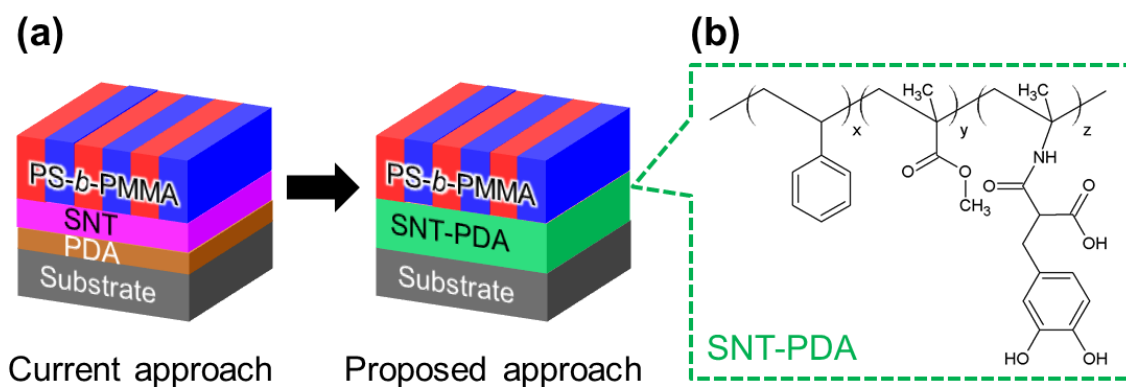 (a)
PS-b-PMMA
SNT
PDA
Substrate
Current approach
PS-b-PMMA
SNT-PDA
Substrate
Proposed approach
(b)
H₃C
H₃C
x
y
z
O
O
CH₃
NH
O
O
OH
HO
OH
SNT-PDA